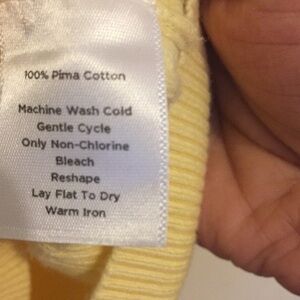 100% Pima Cotton
Machine Wash Cold
Gentle Cycle
Only Non-Chlorine
Bleach
Reshape
Lay Flat To Dry
Warm Iron